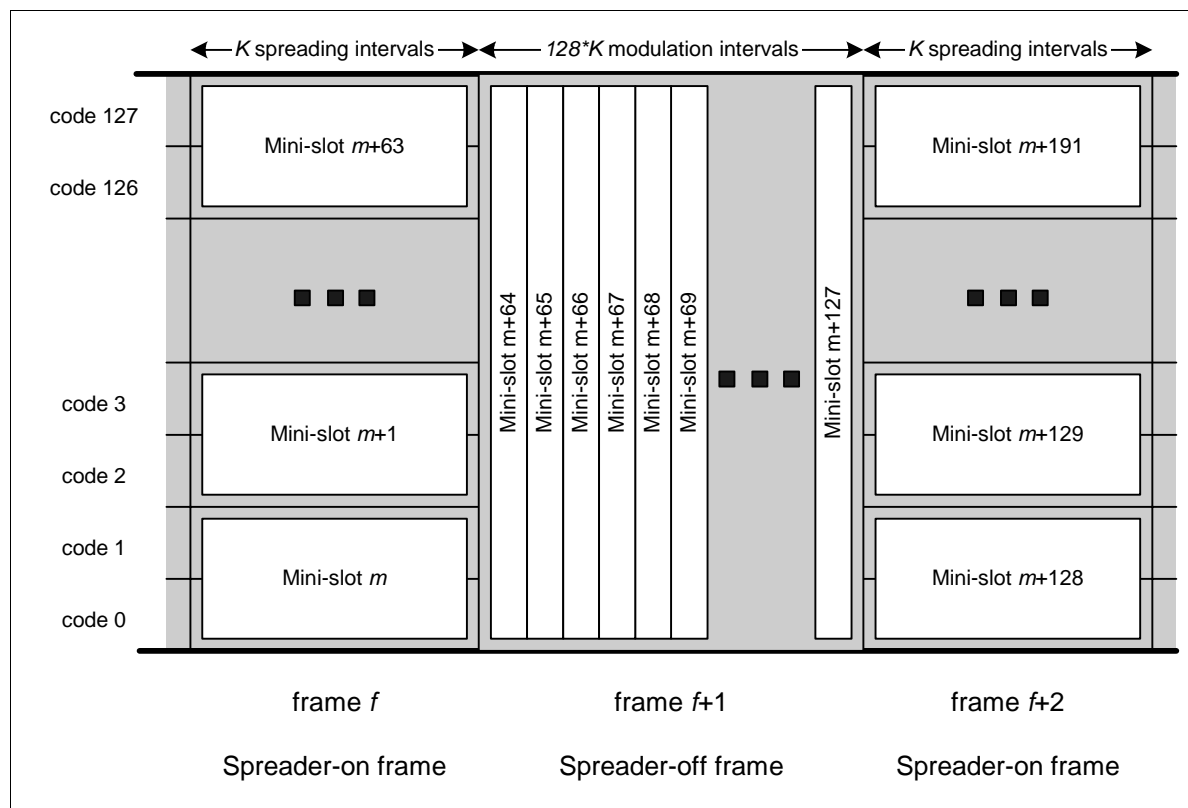 K spreading intervals
128*K modulation intervals
K spreading intervals
code 127
code 126
code 3
code 2
code 1
code 0
Mini-slot m+63
Mini-slot m+1
Mini-slot m
Mini-slot m+64
Mini-slot m+65
Mini-slot m+66
Mini-slot m+67
Mini-slot m+68
Mini-slot m+69
Mini-slot m+127
Mini-slot m+191
Mini-slot m+129
Mini-slot m+128
frame f
frame f+1
frame f+2
Spreader-on frame
Spreader-off frame
Spreader-on frame